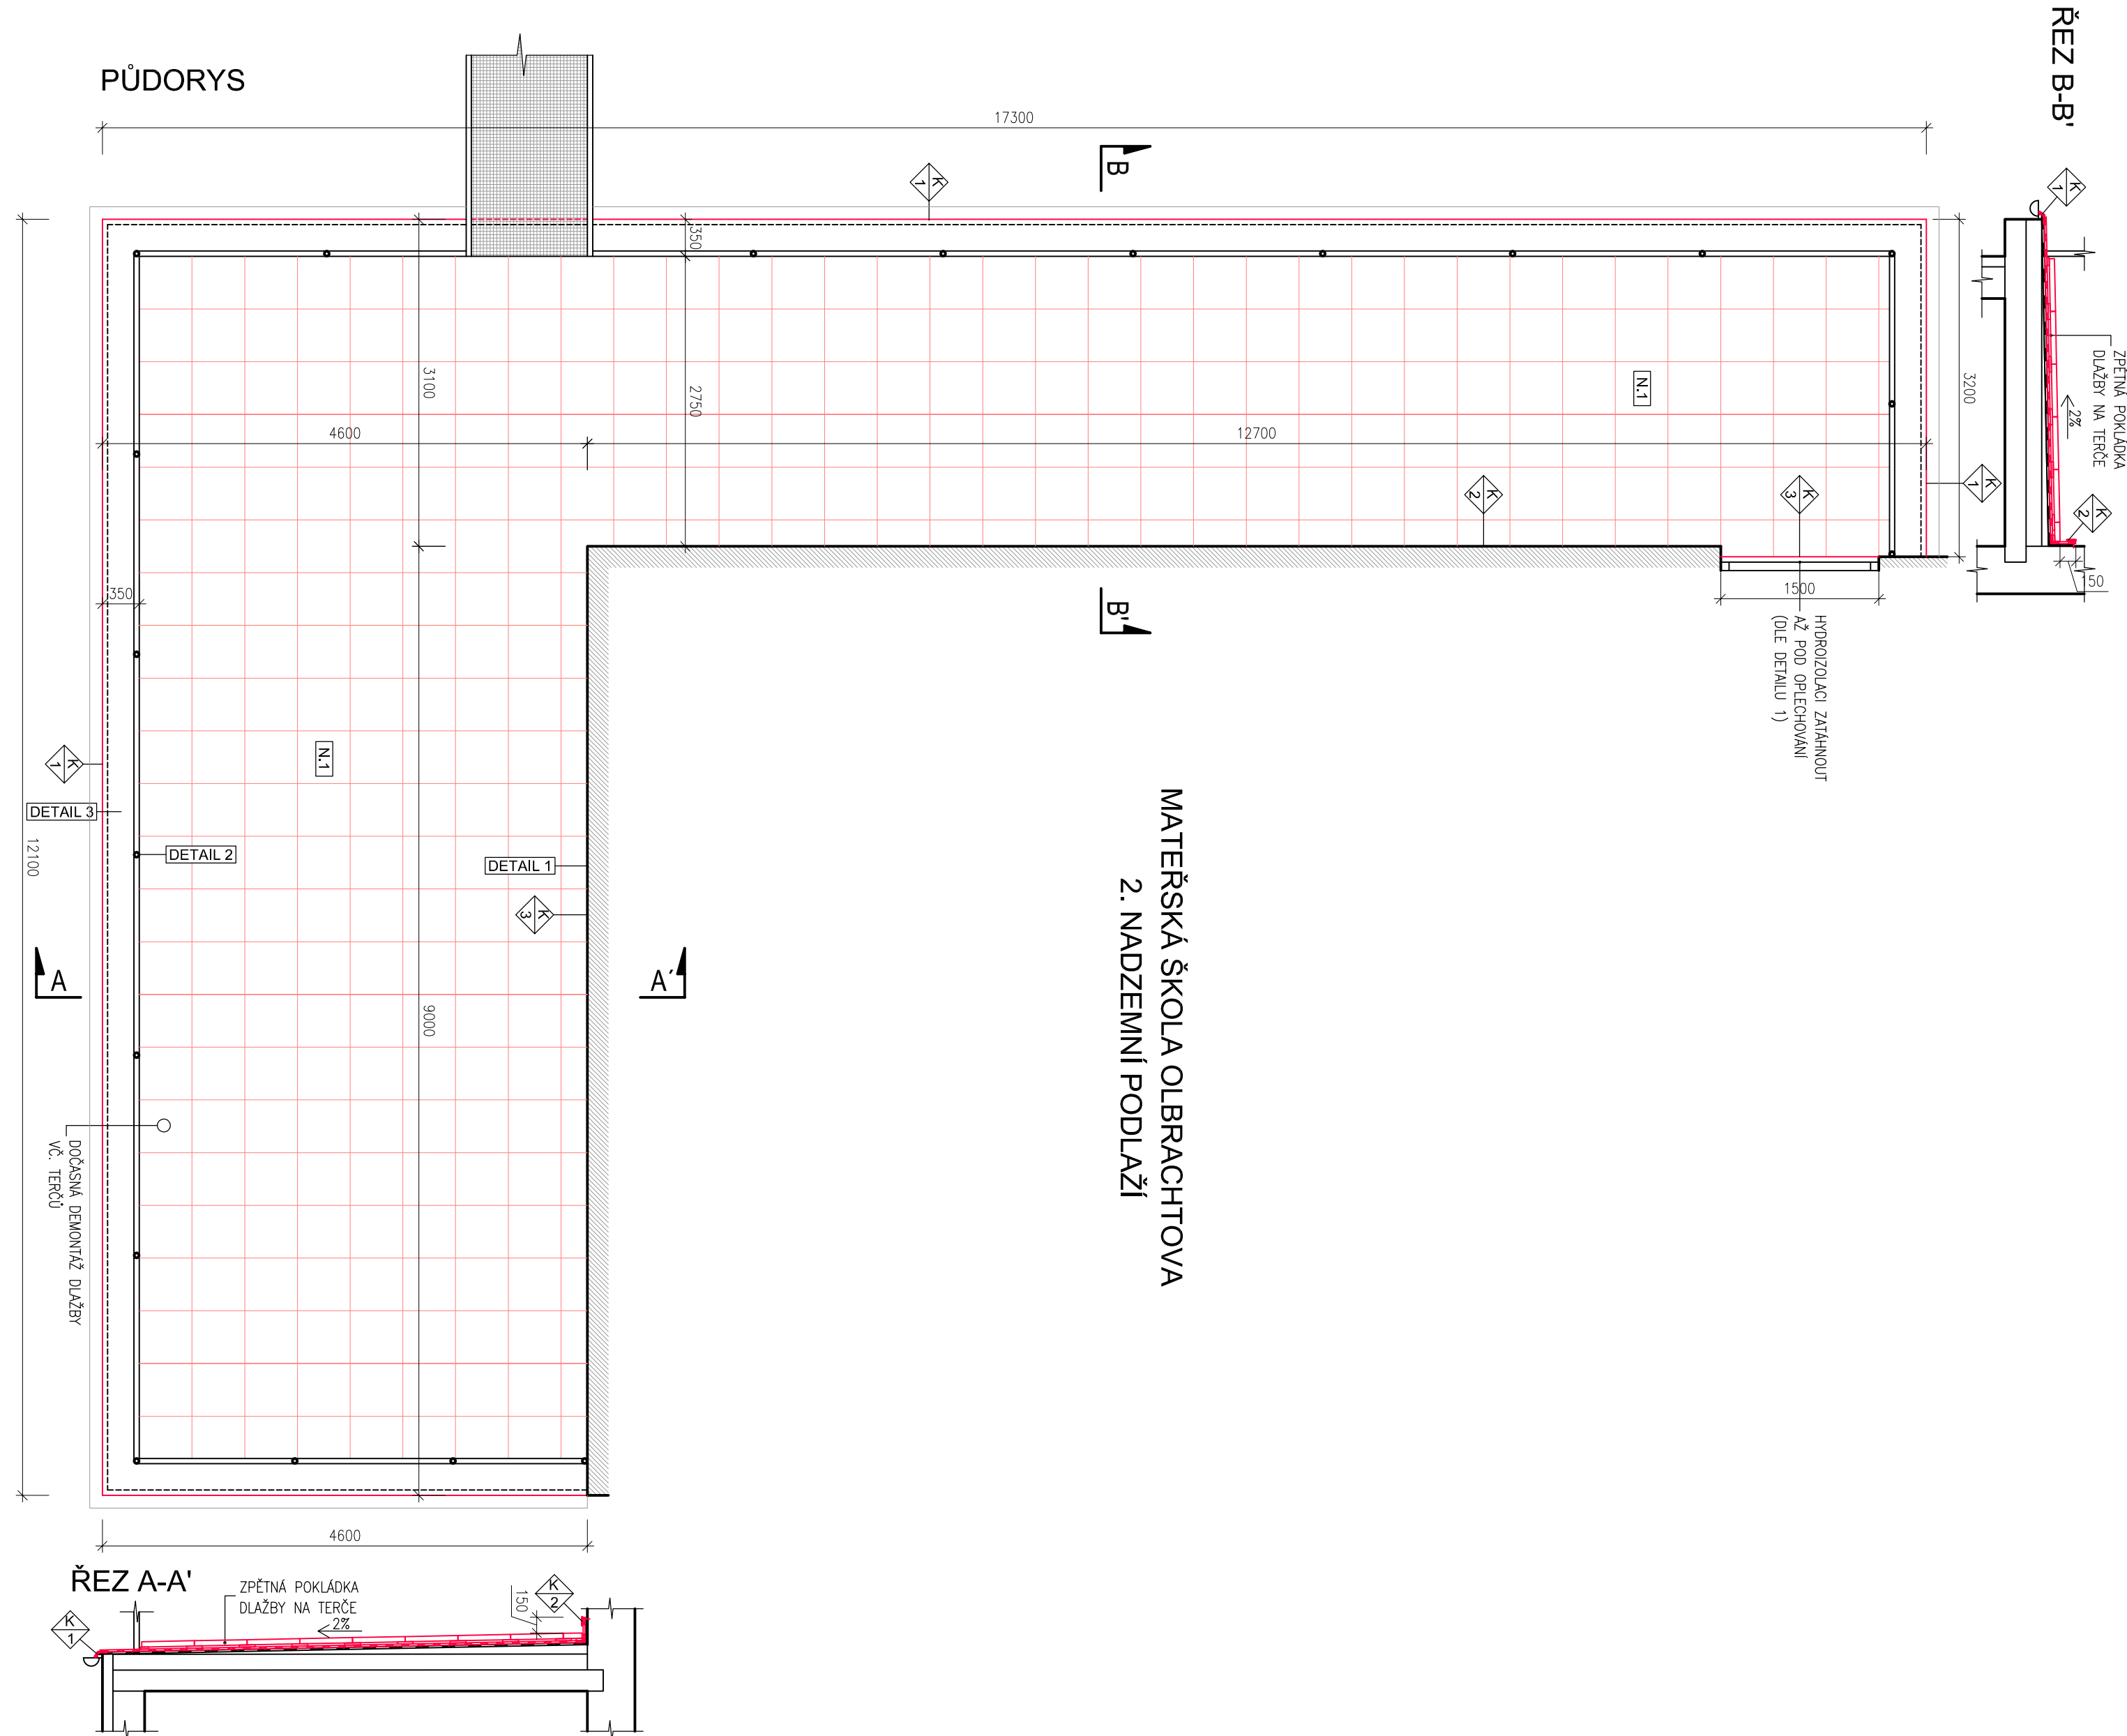 PŮDORYS
ŘEZ B-B'
17300
B
K
1
K
1
ZPĚTNÁ POKLÁDKA
DLAŽBY NA TERČE
2%
3200
350
3100
2750
N.1
4600
12700
K
2
K
3
K
1
K
2
150
350
1500
B'
HYDROIZOLACI ZATÁHNOUT
AŽ POD OPLECHOVÁNÍ
(DLE DETAILU 1)
N.1
K
1
DETAIL 3
DETAIL 2
DETAIL 1
12100
K
3
MATEŘSKÁ ŠKOLA OLBRACHTOVA
2. NADZEMNÍ PODLAŽÍ
A
A´
9000
DOČASNÁ DEMONTÁŽ DLAŽBY
VČ. TERČŮ
4600
ŘEZ A-A'
ZPĚTNÁ POKLÁDKA
DLAŽBY NA TERČE
2%
150
K
2
K
1